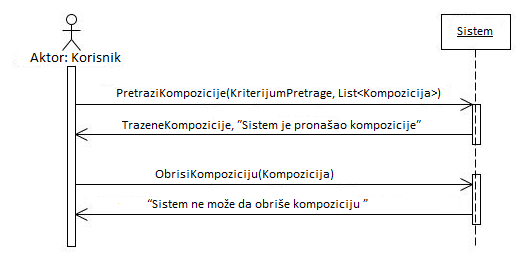 Sistem
Aktor: Korisnik
PretraziKompozicije(KriterijumPretrage, List<Kompozicija>)
TrazeneKompozicije, “Sistem je pronašao kompozicije”
ObrisiKompoziciju(Kompozicija)
“Sistem ne može da obriše kompoziciju ”